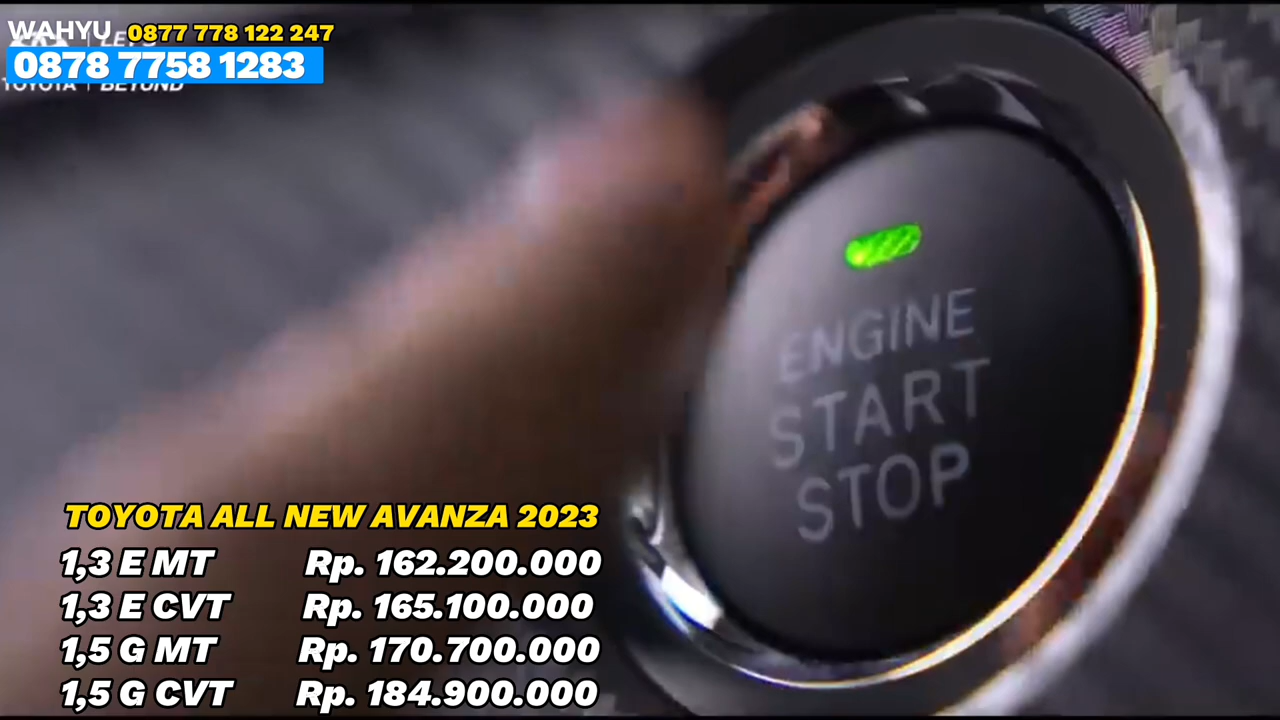 WAHYU 0877 778 122 247
LET'S
0878 7758 1283
TOYOTA BEYOND
ENGINE
START
STOP
TOYOTA ALL NEW AVANZA 2023
1,3 E MT Rp. 162.200.000
1,3 E CVT Rp. 165.100.000
1,5 G MT Rp. 170.700.000
1,5 G CVT Rp. 184.900.000